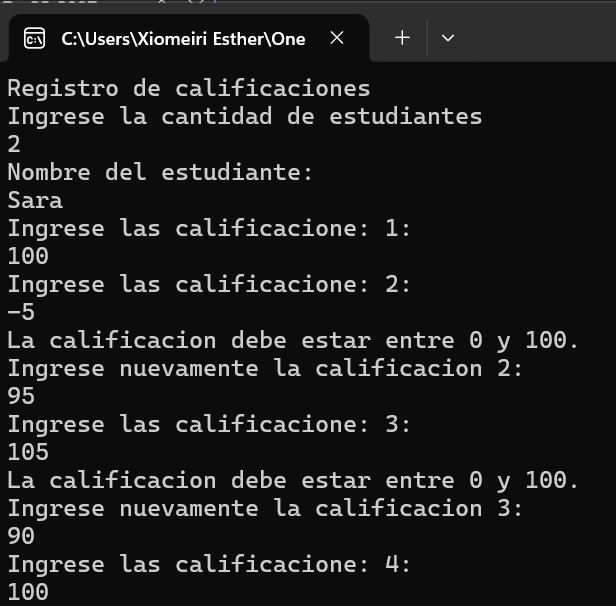 C:\Users\Xiomeiri Esther\One
Registro de calificaciones
Ingrese la cantidad de estudiantes
2
Nombre del estudiante:
Sara
Ingrese las calificacione: 1:
100
Ingrese las calificacione: 2:
-5
La calificacion debe estar entre 0 y 100.
Ingrese nuevamente la calificacion 2:
95
Ingrese las calificacione: 3:
105
La calificacion debe estar entre 0 y 100.
Ingrese nuevamente la calificacion 3:
90
Ingrese las calificacione: 4:
100